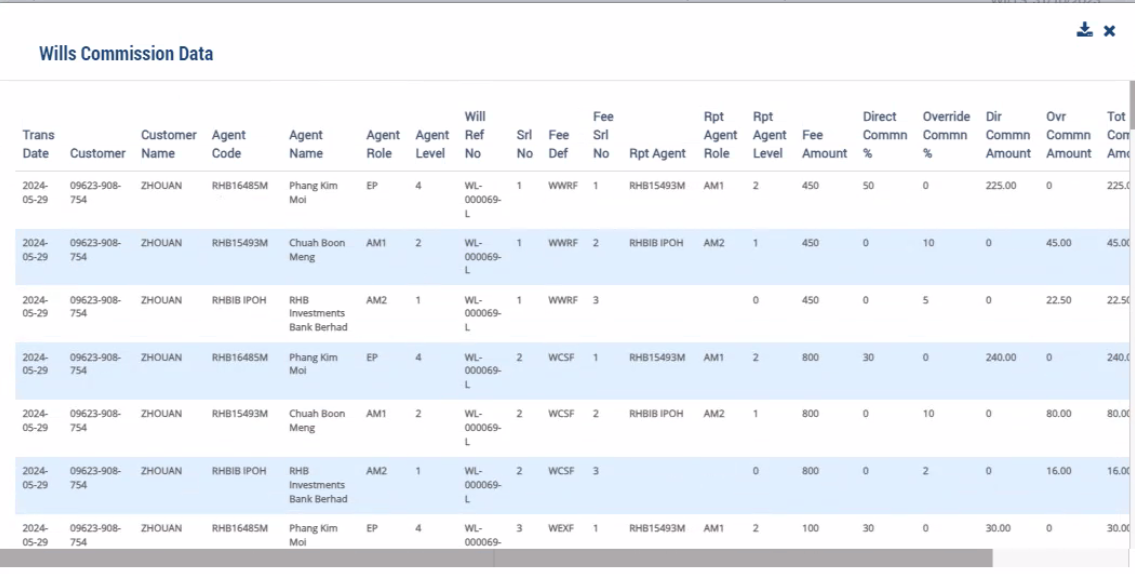 Wills Commission Data
Trans Date Customer Customer Name Agent Code Agent Name Agent Role Agent Level Will Ref No Srl No Fee Def Fee Srl No Rpt Agent Rpt Agent Role Rpt Agent Level Fee Amount Direct Commn % Override Commn % Dir Commn Amount Ovr Commn Amount Tot
2024-05-29 09623-908-754 ZHOUAN RHB16485M Phang Kim Moi EP 4 WL-000069-L 1 WWRF 1 RHB15493M AM1 2 450 50 0 225.00 0 225.0
2024-05-29 09623-908-754 ZHOUAN RHB15493M Chuah Boon Meng AM1 2 WL-000069-L 1 WWRF 2 RHBIB IPOH AM2 1 450 0 10 0 45.00 45.00
2024-05-29 09623-908-754 ZHOUAN RHBIB IPOH RHB Investments Bank Berhad AM2 1 WL-000069-L 1 WWRF 3 0 450 0 5 0 22.50 22.50
2024-05-29 09623-908-754 ZHOUAN RHB16485M Phang Kim Moi EP 4 WL-000069-L 2 WCSF 1 RHB15493M AM1 2 800 30 0 240.00 0 240.0
2024-05-29 09623-908-754 ZHOUAN RHB15493M Chuah Boon Meng AM1 2 WL-000069-L 2 WCSF 2 RHBIB IPOH AM2 1 800 0 10 0 80.00 80.00
2024-05-29 09623-908-754 ZHOUAN RHBIB IPOH RHB Investments Bank Berhad AM2 1 WL-000069-L 2 WCSF 3 0 800 0 2 0 16.00 16.00
2024-05-29 09623-908-754 ZHOUAN RHB16485M Phang Kim Moi EP 4 WL-000069- 3 WEXF 1 RHB15493M AM1 2 100 30 0 30.00 0 30.00